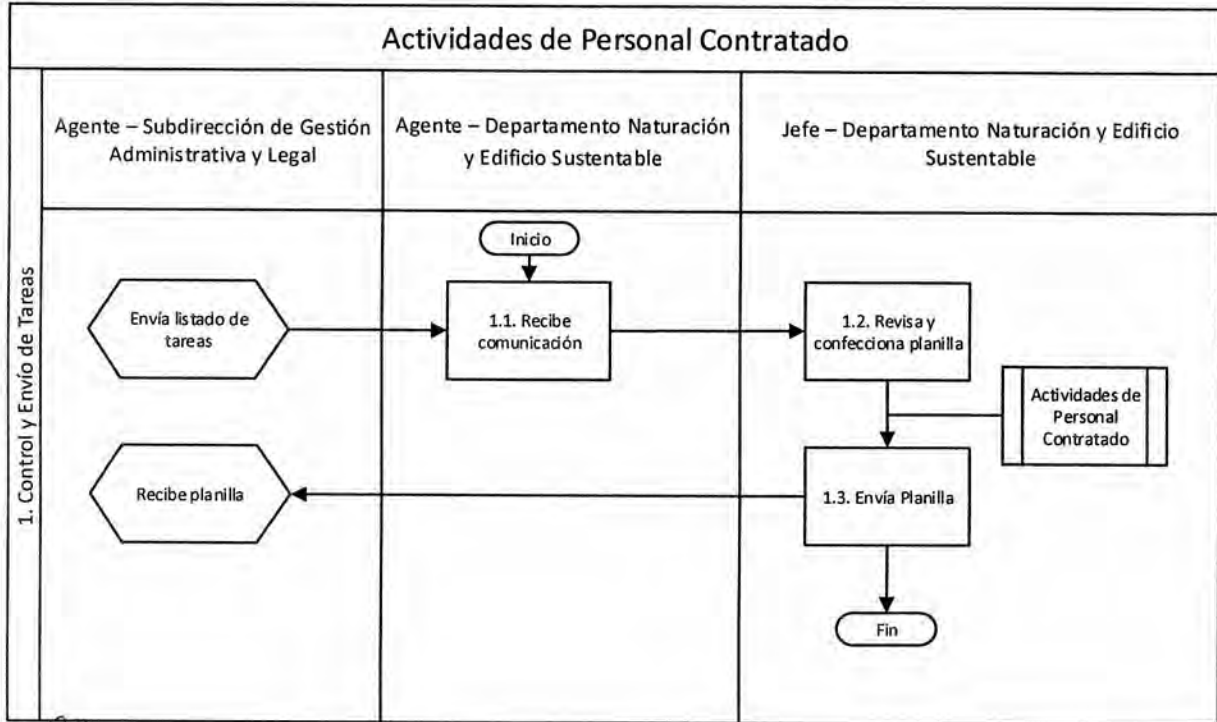 Actividades de Personal Contratado
Agente – Subdirección de Gestión
Administrativa y Legal
Agente – Departamento Naturación
y Edificio Sustentable
Jefe – Departamento Naturación y Edificio
Sustentable
1. Control y Envío de Tareas
Inicio
Envía listado de
tareas
1.1. Recibe
comunicación
1.2. Revisa y
confecciona planilla
Actividades de
Personal
Contratado
Recibe planilla
1.3. Envía Planilla
Fin